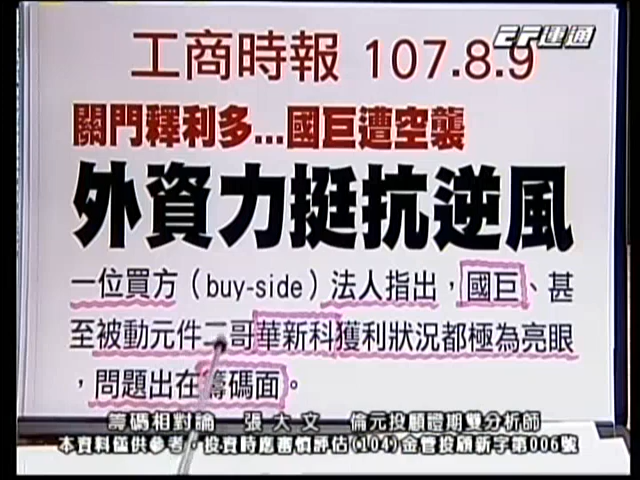 工商時報 107.8.9
關門釋利多...國巨遭空襲
外資力挺抗逆風
一位買方（buy-side）法人指出，國巨、甚
至被動元件二哥華新科獲利狀況都極為亮眼
，問題出在籌碼面。
籌碼相對論 張大文 倫元投顧證期雙分析師
本資料僅供參考，投資時應審慎評估(104)金管投顧新字第006號